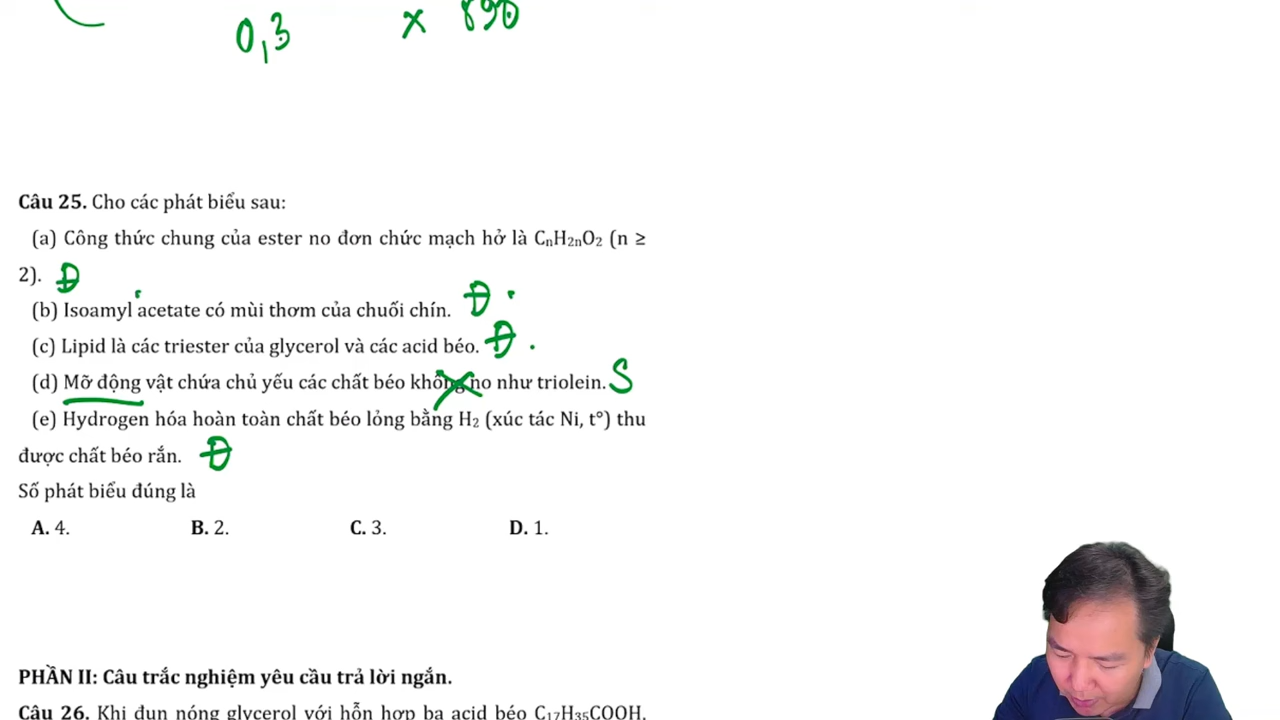 0,3 x 890
Câu 25. Cho các phát biểu sau:
(a) Công thức chung của ester no đơn chức mạch hở là CnH2nO2 (n ≥
2). Đ
(b) Isoamyl acetate có mùi thơm của chuối chín. Đ
(c) Lipid là các triester của glycerol và các acid béo. Đ
(d) Mỡ động vật chứa chủ yếu các chất béo không no như triolein. S
(e) Hydrogen hóa hoàn toàn chất béo lỏng bằng H2 (xúc tác Ni, t°) thu
được chất béo rắn. Đ
Số phát biểu đúng là
A. 4. B. 2. C. 3. D. 1.
PHẦN II: Câu trắc nghiệm yêu cầu trả lời ngắn.
Câu 26. Khi đun nóng glycerol với hỗn hợp ba acid béo C17H35COOH,